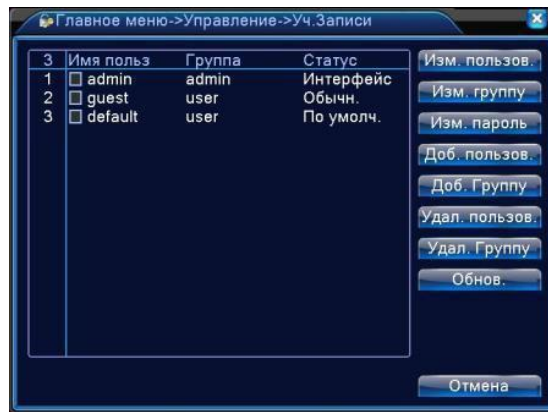 Главное меню->Управление->Уч.Записи
3 Имя польз Группа Статус
1 admin admin Интерфейс
2 guest user Обычн.
3 default user По умолч.
Изм. пользов.
Изм. группу
Изм. пароль
Доб. пользов.
Доб. Группу
Удал. пользов.
Удал. Группу
Обнов.
Отмена